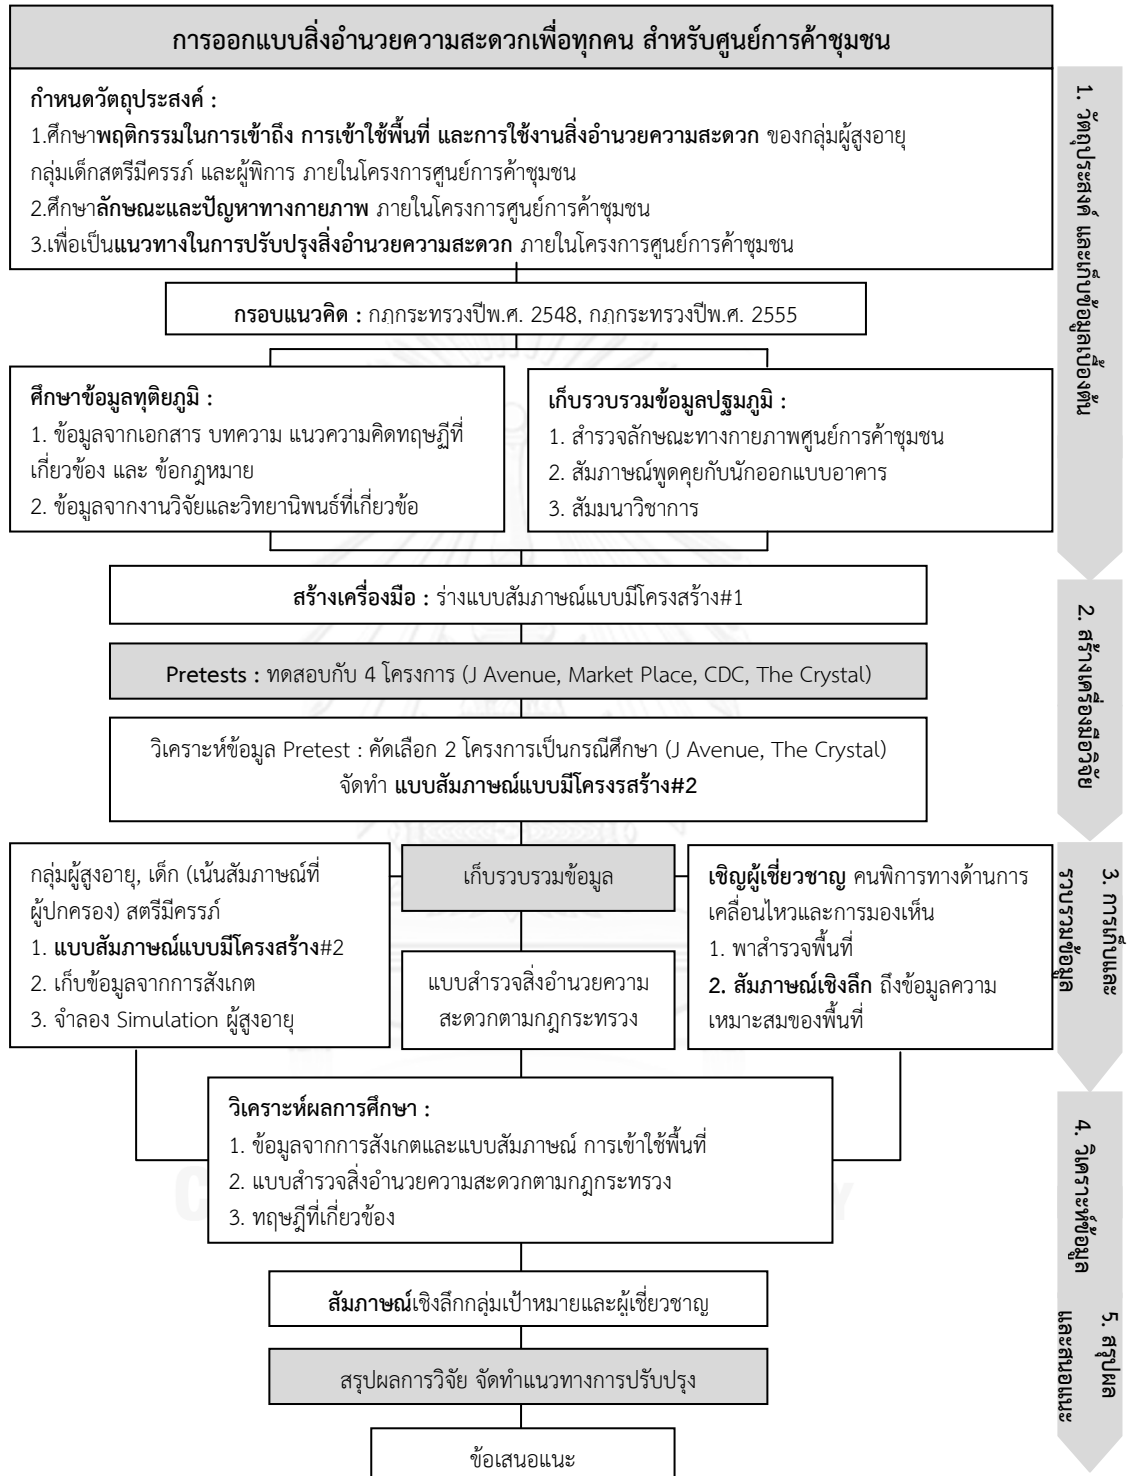 การออกแบบสิ่งอำนวยความสะดวกเพื่อทุกคน สำหรับศูนย์การค้าชุมชน
กำหนดวัตถุประสงค์ :
1.ศึกษาพฤติกรรมในการเข้าถึง การเข้าใช้พื้นที่ และการใช้งานสิ่งอำนวยความสะดวก ของกลุ่มผู้สูงอายุ
กลุ่มเด็กสตรีมีครรภ์ และผู้พิการ ภายในโครงการศูนย์การค้าชุมชน
2.ศึกษาลักษณะและปัญหาทางกายภาพ ภายในโครงการศูนย์การค้าชุมชน
3.เพื่อเป็นแนวทางในการปรับปรุงสิ่งอำนวยความสะดวก ภายในโครงการศูนย์การค้าชุมชน
กรอบแนวคิด : กฎกระทรวงปีพ.ศ. 2548, กฎกระทรวงปีพ.ศ. 2555
1. วัตถุประสงค์ และเก็บข้อมูลเบื้องต้น
ศึกษาข้อมูลทุติยภูมิ :
1. ข้อมูลจากเอกสาร บทความ แนวความคิดทฤษฎีที่
เกี่ยวข้อง และ ข้อกฎหมาย
2. ข้อมูลจากงานวิจัยและวิทยานิพนธ์ที่เกี่ยวข้อ
เก็บรวบรวมข้อมูลปฐมภูมิ :
1. สำรวจลักษณะทางกายภาพศูนย์การค้าชุมชน
2. สัมภาษณ์พูดคุยกับนักออกแบบอาคาร
3. สัมมนาวิชาการ
สร้างเครื่องมือ : ร่างแบบสัมภาษณ์แบบมีโครงสร้าง#1
Pretests : ทดสอบกับ 4 โครงการ (J Avenue, Market Place, CDC, The Crystal)
วิเคราะห์ข้อมูล Pretest : คัดเลือก 2 โครงการเป็นกรณีศึกษา (J Avenue, The Crystal)
จัดทำ แบบสัมภาษณ์แบบมีโครงรสร้าง#2
2. สร้างเครื่องมือวิจัย
กลุ่มผู้สูงอายุ, เด็ก (เน้นสัมภาษณ์ที่
ผู้ปกครอง) สตรีมีครรภ์
1. แบบสัมภาษณ์แบบมีโครงสร้าง#2
2. เก็บข้อมูลจากการสังเกต
3. จำลอง Simulation ผู้สูงอายุ
เก็บรวบรวมข้อมูล
แบบสำรวจสิ่งอำนวยความ
สะดวกตามกฎกระทรวง
เชิญผู้เชี่ยวชาญ คนพิการทางด้านการ
เคลื่อนไหวและการมองเห็น
1. พาสำรวจพื้นที่
2. สัมภาษณ์เชิงลึก ถึงข้อมูลความ
เหมาะสมของพื้นที่
3. การเก็บและ
รวบรวมข้อมูล
วิเคราะห์ผลการศึกษา :
1. ข้อมูลจากการสังเกตและแบบสัมภาษณ์ การเข้าใช้พื้นที่
2. แบบสำรวจสิ่งอำนวยความสะดวกตามกฎกระทรวง
3. ทฤษฎีที่เกี่ยวข้อง
4. วิเคราะห์ข้อมูล
สัมภาษณ์เชิงลึกกลุ่มเป้าหมายและผู้เชี่ยวชาญ
สรุปผลการวิจัย จัดทำแนวทางการปรับปรุง
ข้อเสนอแนะ
5. สรุปผล
และเสนอแนะ